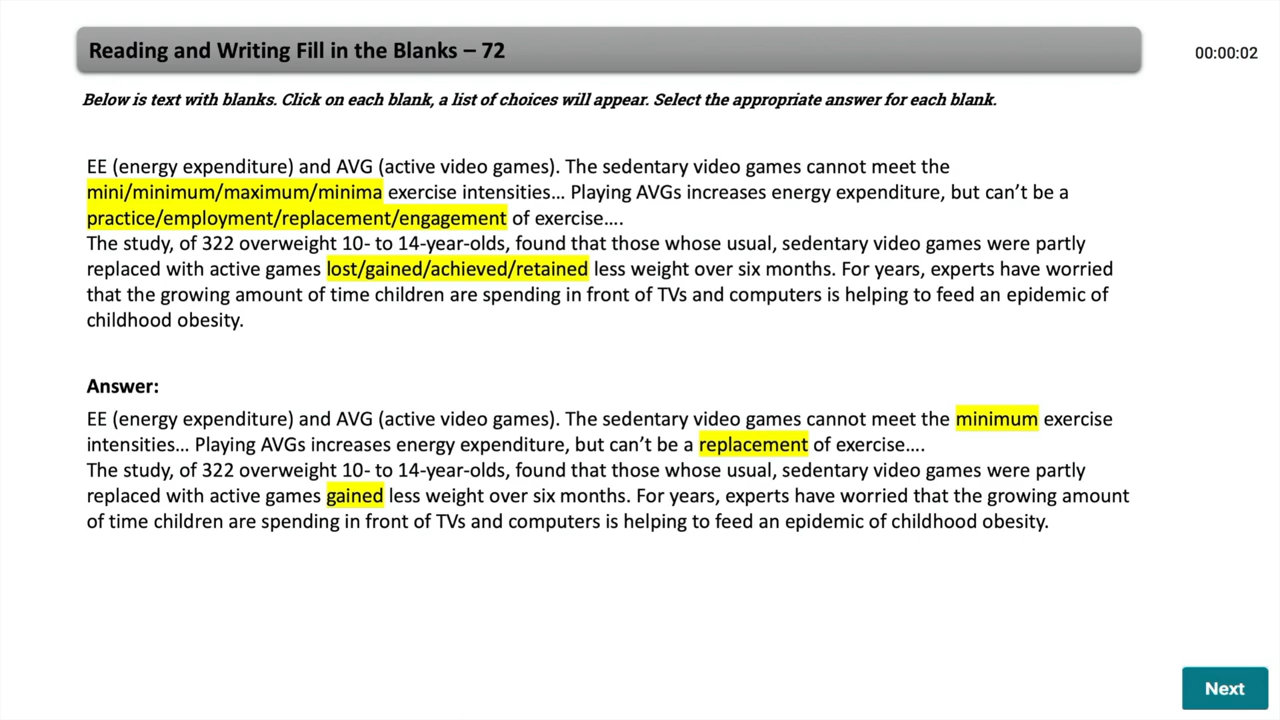 Reading and Writing Fill in the Blanks – 72
00:00:02
Below is text with blanks. Click on each blank, a list of choices will appear. Select the appropriate answer for each blank.
EE (energy expenditure) and AVG (active video games). The sedentary video games cannot meet the
mini/minimum/maximum/minima exercise intensities... Playing AVGs increases energy expenditure, but can't be a
practice/employment/replacement/engagement of exercise....
The study, of 322 overweight 10- to 14-year-olds, found that those whose usual, sedentary video games were partly
replaced with active games lost/gained/achieved/retained less weight over six months. For years, experts have worried
that the growing amount of time children are spending in front of TVs and computers is helping to feed an epidemic of
childhood obesity.
Answer:
EE (energy expenditure) and AVG (active video games). The sedentary video games cannot meet the minimum exercise
intensities... Playing AVGs increases energy expenditure, but can't be a replacement of exercise....
The study, of 322 overweight 10- to 14-year-olds, found that those whose usual, sedentary video games were partly
replaced with active games gained less weight over six months. For years, experts have worried that the growing amount
of time children are spending in front of TVs and computers is helping to feed an epidemic of childhood obesity.
Next